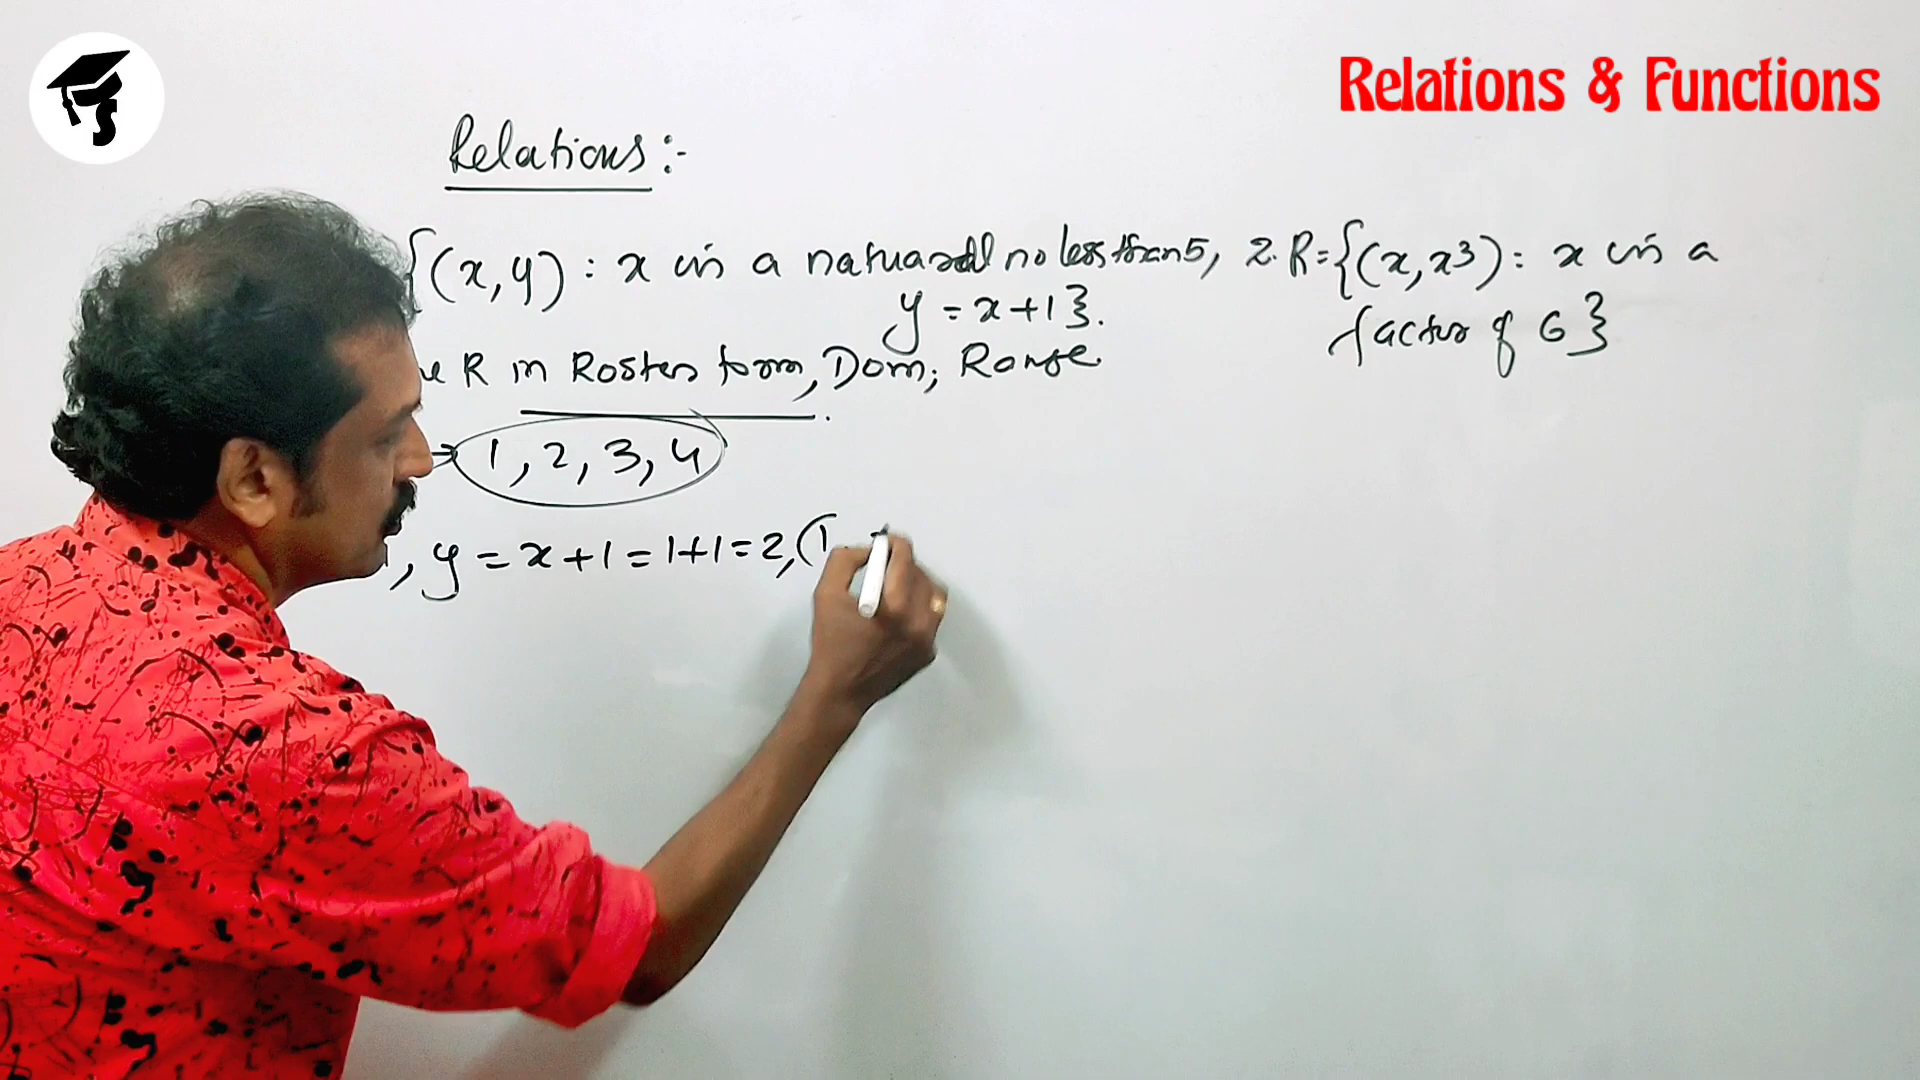 Relations & Functions
Relations :-
{(x,y) : x is a natural no less than 5,
y = x+1}.
R in Roster form, Dom, Range.
→ 1, 2, 3, 4
, y = x+1 = 1+1 = 2, (1,
2. R = {(x, x³) : x is a
factor of 6}